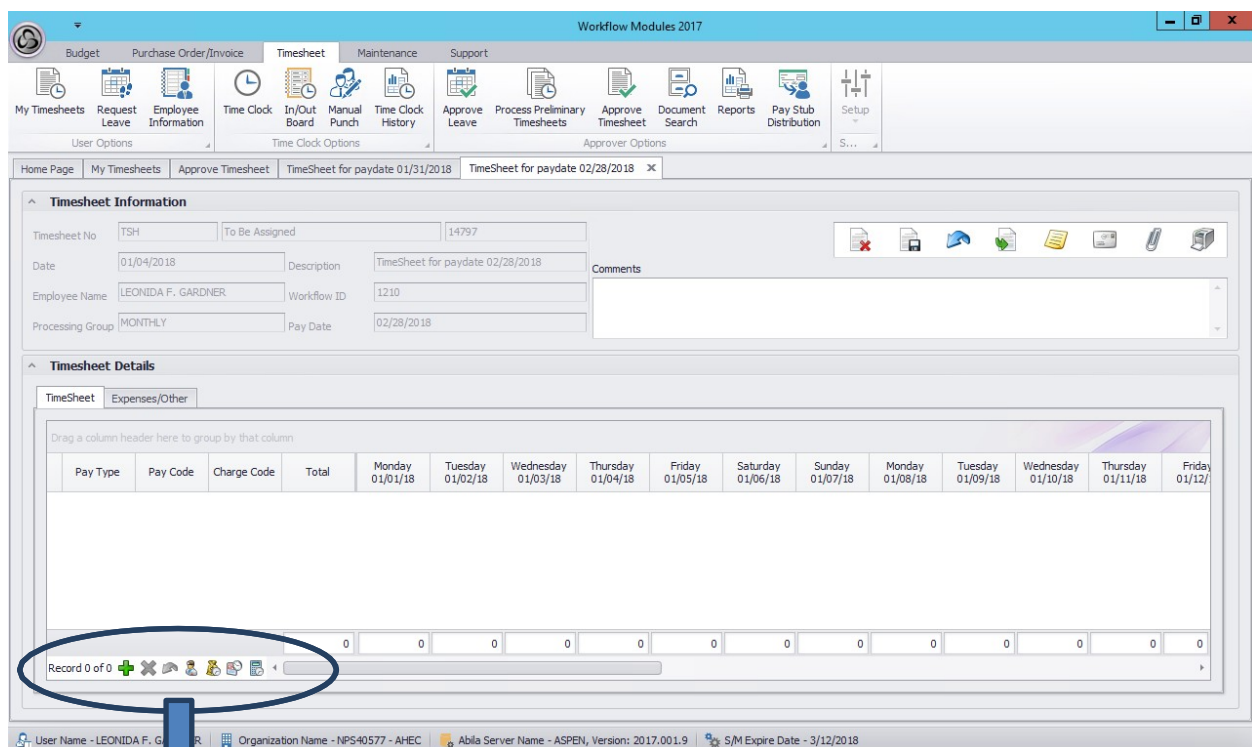 Workflow Modules 2017
Budget Purchase Order/Invoice Timesheet Maintenance Support
My Timesheets Request Leave Employee Information Time Clock In/Out Board Manual Punch Time Clock History Approve Leave Process Preliminary Timesheets Approve Timesheet Document Search Reports Pay Stub Distribution Setup
User Options Time Clock Options Approver Options S...
Home Page My Timesheets Approve Timesheet TimeSheet for paydate 01/31/2018 TimeSheet for paydate 02/28/2018
Timesheet Information
Timesheet No TSH To Be Assigned 14797
Date 01/04/2018 Description TimeSheet for paydate 02/28/2018 Comments
Employee Name LEONIDA F. GARDNER Workflow ID 1210
Processing Group MONTHLY Pay Date 02/28/2018
Timesheet Details
TimeSheet Expenses/Other
Drag a column header here to group by that column
Pay Type Pay Code Charge Code Total Monday 01/01/18 Tuesday 01/02/18 Wednesday 01/03/18 Thursday 01/04/18 Friday 01/05/18 Saturday 01/06/18 Sunday 01/07/18 Monday 01/08/18 Tuesday 01/09/18 Wednesday 01/10/18 Thursday 01/11/18 Friday 01/12/
0 0 0 0 0 0 0 0 0 0 0 0 0
Record 0 of 0
User Name - LEONIDA F. GA R Organization Name - NPS40577 - AHEC Abila Server Name - ASPEN, Version: 2017.001.9 S/M Expire Date - 3/12/2018